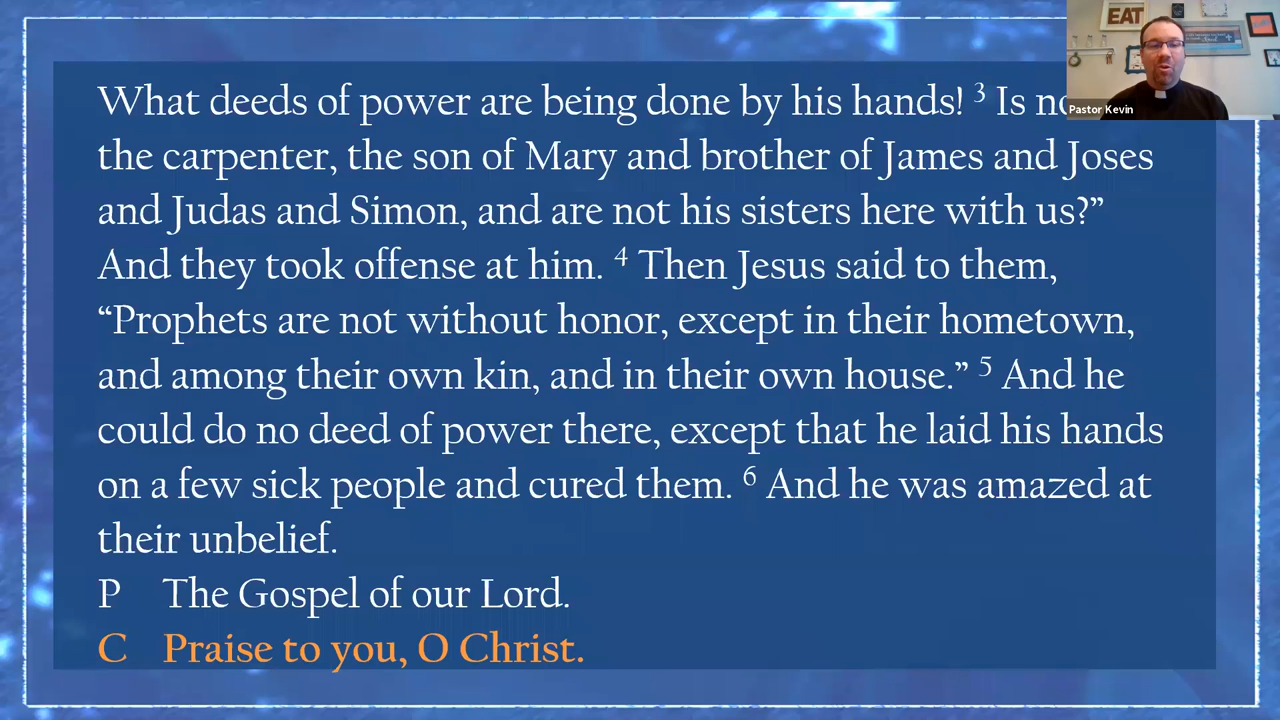 What deeds of power are being done by his hands! 3 Is no
the carpenter, the son of Mary and brother of James and Joses
and Judas and Simon, and are not his sisters here with us?”
And they took offense at him. 4 Then Jesus said to them,
“Prophets are not without honor, except in their hometown,
and among their own kin, and in their own house.” 5 And he
could do no deed of power there, except that he laid his hands
on a few sick people and cured them. 6 And he was amazed at
their unbelief.
P The Gospel of our Lord.
C Praise to you, O Christ.
EAT
Pastor Kevin